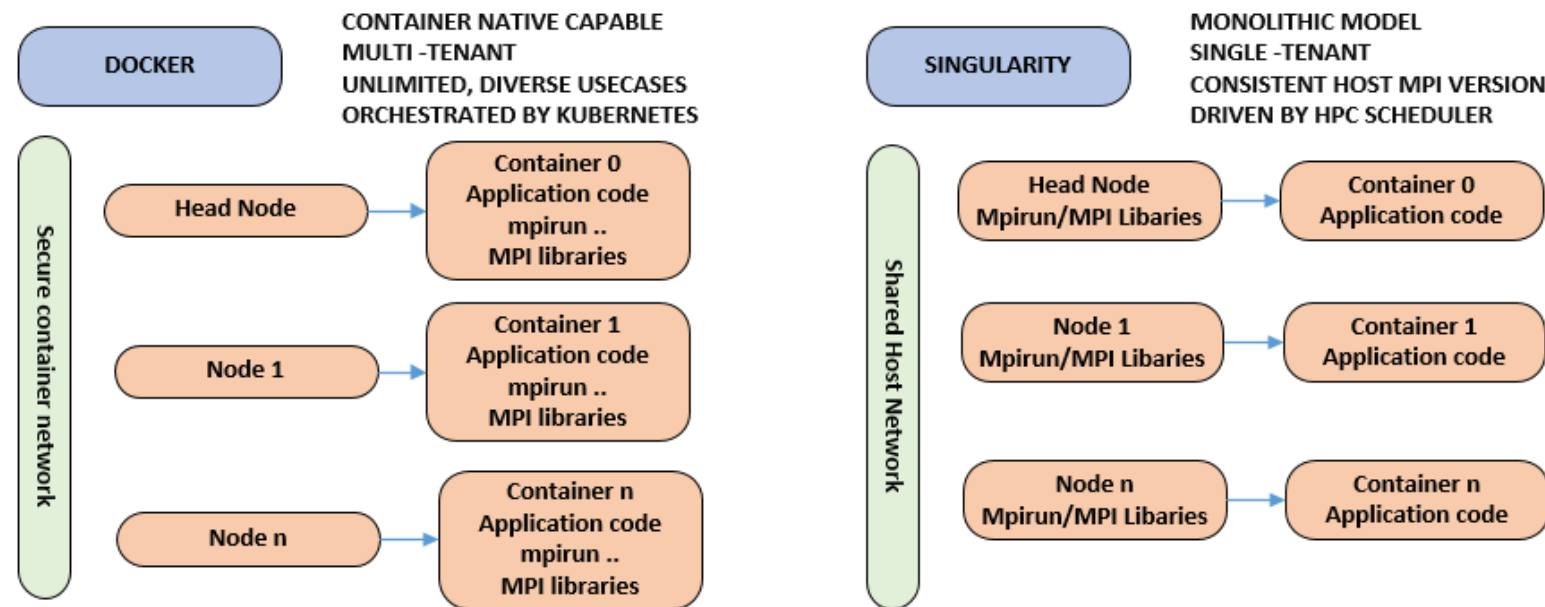 DOCKER
CONTAINER NATIVE CAPABLE
MULTI -TENANT
UNLIMITED, DIVERSE USECASES
ORCHESTRATED BY KUBERNETES
Secure container network
Head Node
Container 0
Application code
mpirun ..
MPI libraries
Node 1
Container 1
Application code
mpirun ..
MPI libraries
Node n
Container n
Application code
mpirun ..
MPI libraries
SINGULARITY
MONOLITHIC MODEL
SINGLE -TENANT
CONSISTENT HOST MPI VERSION
DRIVEN BY HPC SCHEDULER
Shared Host Network
Head Node
Mpirun/MPI Libaries
Container 0
Application code
Node 1
Mpirun/MPI Libaries
Container 1
Application code
Node n
Mpirun/MPI Libaries
Container n
Application code